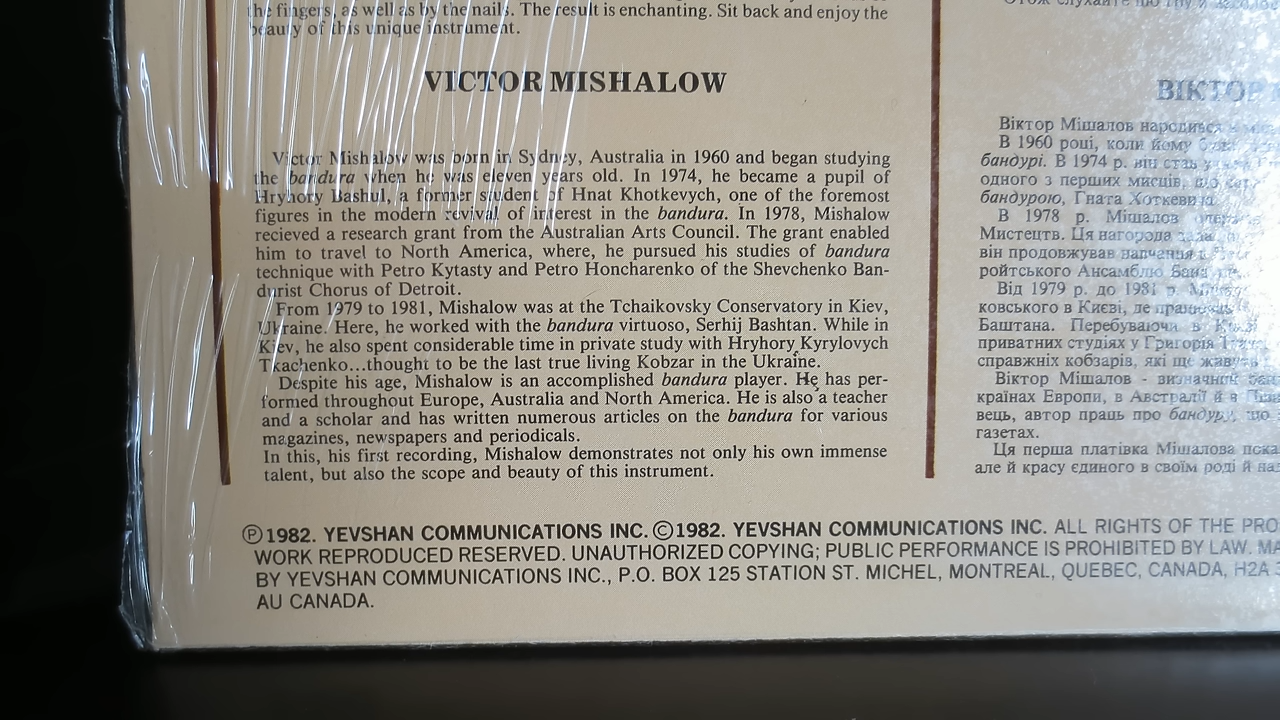 the fingers, as well as by the nails. The result is enchanting. Sit back and enjoy the
beauty of this unique instrument.
VICTOR MISHALOW
Victor Mishalow was born in Sydney, Australia in 1960 and began studying
the bandura when he was eleven years old. In 1974, he became a pupil of
Hryhory Bashul, a former student of Hnat Khotkevych, one of the foremost
figures in the modern revival of interest in the bandura. In 1978, Mishalow
recieved a research grant from the Australian Arts Council. The grant enabled
him to travel to North America, where, he pursued his studies of bandura
technique with Petro Kytasty and Petro Honcharenko of the Shevchenko Ban-
durist Chorus of Detroit.
From 1979 to 1981, Mishalow was at the Tchaikovsky Conservatory in Kiev,
Ukraine. Here, he worked with the bandura virtuoso, Serhij Bashtan. While in
Kiev, he also spent considerable time in private study with Hryhory Kyrylovych
Tkachenko...thought to be the last true living Kobzar in the Ukraine.
Despite his age, Mishalow is an accomplished bandura player. He has per-
formed throughout Europe, Australia and North America. He is also a teacher
and a scholar and has written numerous articles on the bandura for various
magazines, newspapers and periodicals.
In this, his first recording, Mishalow demonstrates not only his own immense
talent, but also the scope and beauty of this instrument.
ВІКТОР
Віктор Мішалов народився
В 1960 році, коли йому
бандурі. В 1974 р. він став
одного з перших мисців, що
бандурою, Гната Хоткевича
В 1978 р. Мішалов
Мистецтв. Ця нагорода
він продовжував навчання
ройтського Ансамблю
Від 1979 р. до 1981 р.
ковського в Києві, де
Баштана. Перебуваючи в Києві
приватних студіях у Григорія
справжніх кобзарів, які ще
Віктор Мішалов - визначний
країнах Европи, в Австралії й в
вець, автор праць про бандуру, що
газетах.
Ця перша платівка Мішалова
але й красу єдиного в своїм роді й
℗1982. YEVSHAN COMMUNICATIONS INC. ©1982. YEVSHAN COMMUNICATIONS INC. ALL RIGHTS OF THE
WORK REPRODUCED RESERVED. UNAUTHORIZED COPYING; PUBLIC PERFORMANCE IS PROHIBITED BY LAW.
BY YEVSHAN COMMUNICATIONS INC., P.O. BOX 125 STATION ST. MICHEL, MONTREAL, QUEBEC, CANADA, H2A
AU CANADA.